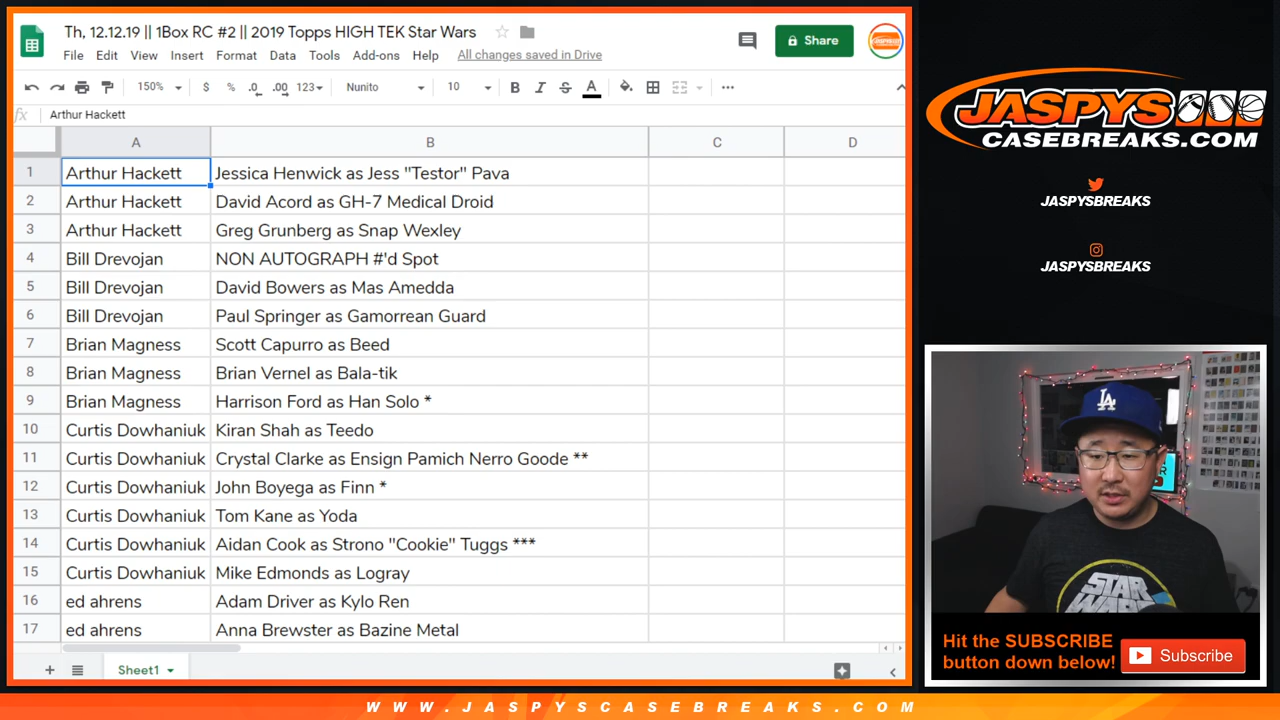 Th, 12.12.19 || 1Box RC #2 || 2019 Topps HIGH TEK Star Wars
File Edit View Insert Format Data Tools Add-ons Help All changes saved in Drive
Share
150% $ % .0 .00 123 Nunito 10 B I S A
fx Arthur Hackett
A B C D
1 Arthur Hackett Jessica Henwick as Jess "Testor" Pava
2 Arthur Hackett David Acord as GH-7 Medical Droid
3 Arthur Hackett Greg Grunberg as Snap Wexley
4 Bill Drevojan NON AUTOGRAPH #'d Spot
5 Bill Drevojan David Bowers as Mas Amedda
6 Bill Drevojan Paul Springer as Gamorrean Guard
7 Brian Magness Scott Capurro as Beed
8 Brian Magness Brian Vernel as Bala-tik
9 Brian Magness Harrison Ford as Han Solo *
10 Curtis Dowhaniuk Kiran Shah as Teedo
11 Curtis Dowhaniuk Crystal Clarke as Ensign Pamich Nerro Goode **
12 Curtis Dowhaniuk John Boyega as Finn *
13 Curtis Dowhaniuk Tom Kane as Yoda
14 Curtis Dowhaniuk Aidan Cook as Strono "Cookie" Tuggs ***
15 Curtis Dowhaniuk Mike Edmonds as Logray
16 ed ahrens Adam Driver as Kylo Ren
17 ed ahrens Anna Brewster as Bazine Metal
Sheet1
JASPYS
CASEBREAKS.COM
JASPYSBREAKS
JASPYSBREAKS
LA
STAR
WARS
Hit the SUBSCRIBE
button down below!
Subscribe
WWW.JASPYSCASEBREAKS.COM